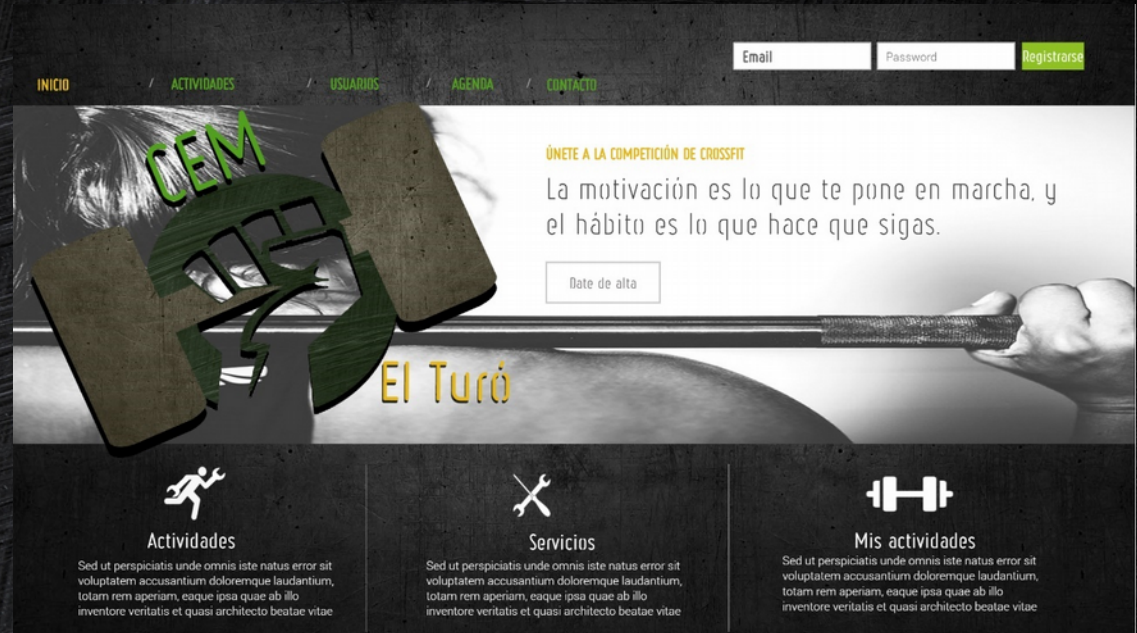 Email
Password
Registrarse
INICIO / ACTIVIDADES / USUARIOS / AGENDA / CONTACTO
CEM
El Turó
ÚNETE A LA COMPETICIÓN DE CROSSFIT
La motivación es lo que te pone en marcha, y
el hábito es lo que hace que sigas.
Date de alta
Actividades
Sed ut perspiciatis unde omnis iste natus error sit
voluptatem accusantium doloremque laudantium,
totam rem aperiam, eaque ipsa quae ab illo
inventore veritatis et quasi architecto beatae vitae
Servicios
Sed ut perspiciatis unde omnis iste natus error sit
voluptatem accusantium doloremque laudantium,
totam rem aperiam, eaque ipsa quae ab illo
inventore veritatis et quasi architecto beatae vitae
Mis actividades
Sed ut perspiciatis unde omnis iste natus error sit
voluptatem accusantium doloremque laudantium,
totam rem aperiam, eaque ipsa quae ab illo
inventore veritatis et quasi architecto beatae vitae